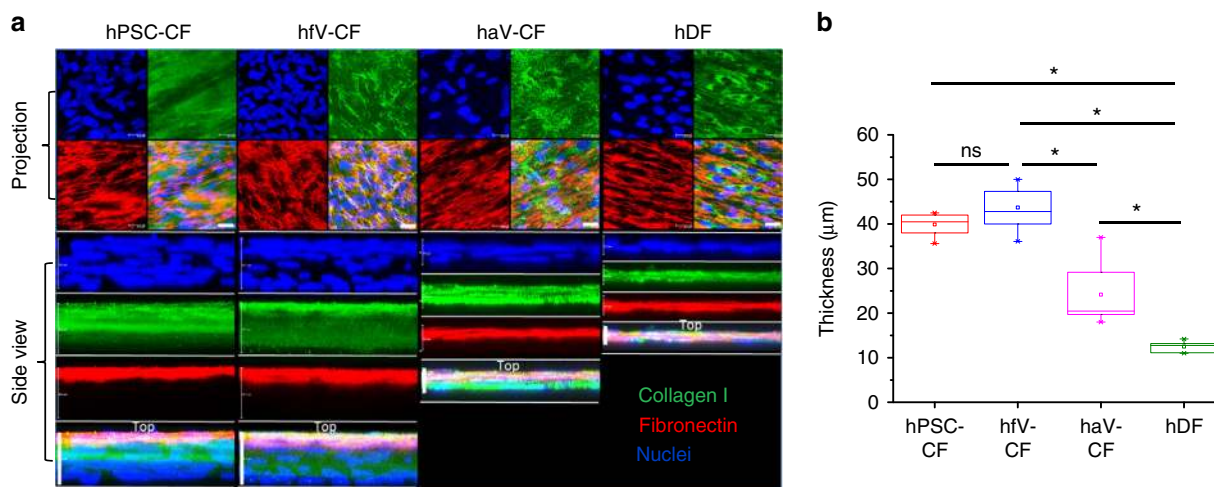 a
hPSC-CF hfV-CF haV-CF hDF
Projection
Side view
Top
Top
Top
Top
Collagen I
Fibronectin
Nuclei
b
*
*
ns * *
Thickness (μm)
60
50
40
30
20
10
0
hPSC-CF hfV-CF haV-CF hDF